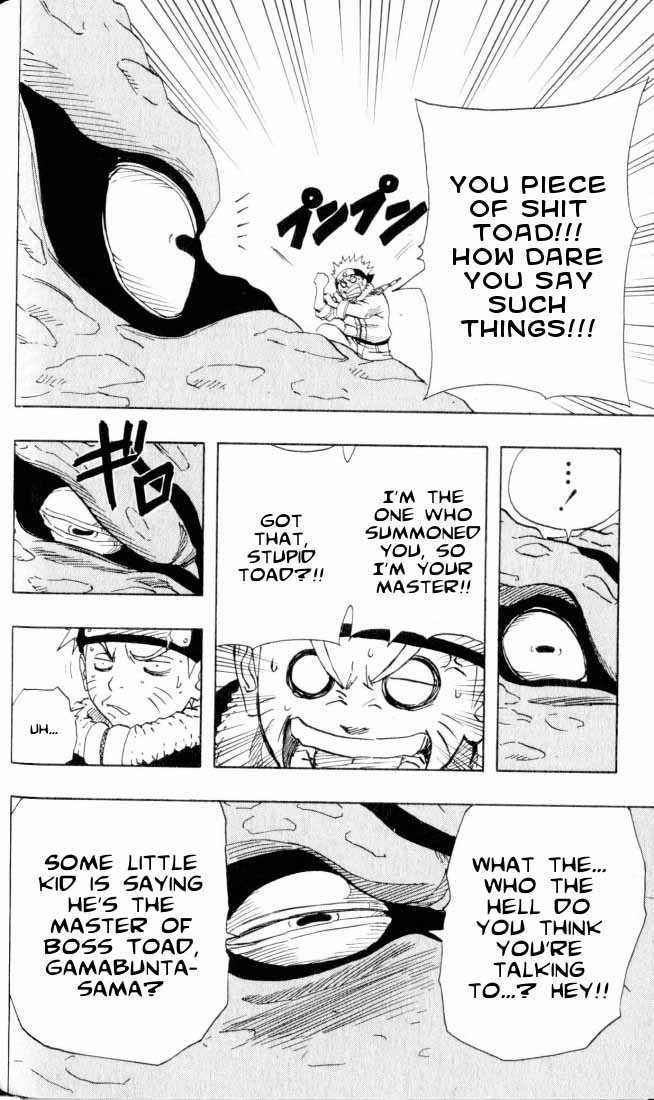 YOU PIECE
OF SHIT
TOAD!!!
HOW DARE
YOU SAY
SUCH
THINGS!!!
プンプン
...!
I'M THE
ONE WHO
SUMMONED
YOU, SO
I'M YOUR
MASTER!!
GOT
THAT,
STUPID
TOAD?!!
ギロ
UH...
WHAT THE...
WHO THE
HELL DO
YOU THINK
YOU'RE
TALKING
TO...? HEY!!
SOME LITTLE
KID IS SAYING
HE'S THE
MASTER OF
BOSS TOAD,
GAMABUNTA-
SAMA?